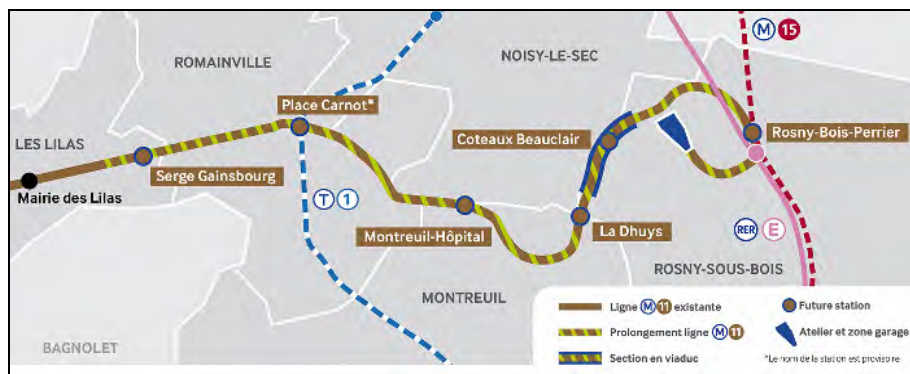 M 15
ROMAINVILLE
NOISY-LE-SEC
Place Carnot*
LES LILAS
Coteaux Beauclair
Rosny-Bois-Perrier
Serge Gainsbourg
Mairie des Lilas
T 1
Montreuil-Hôpital
La Dhuys
RER E
ROSNY-SOUS-BOIS
MONTREUIL
BAGNOLET
Ligne M 11 existante
Future station
Prolongement ligne M 11
Atelier et zone garage
Section en viaduc
*Le nom de la station est provisoire